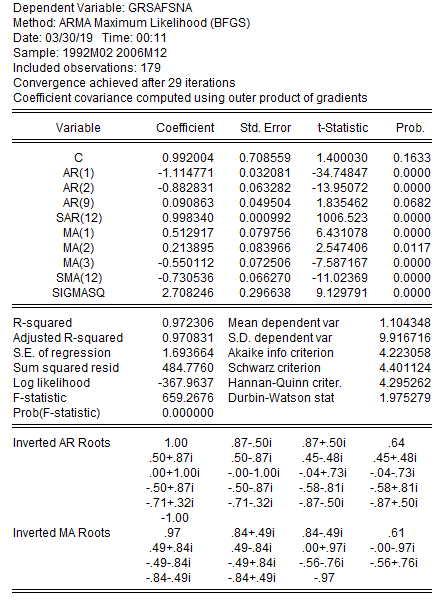 Dependent Variable: GRSAFSNA
Method: ARMA Maximum Likelihood (BFGS)
Date: 03/30/19 Time: 00:11
Sample: 1992M02 2006M12
Included observations: 179
Convergence achieved after 29 iterations
Coefficient covariance computed using outer product of gradients
Variable Coefficient Std. Error t-Statistic Prob.
C 0.992004 0.708559 1.400030 0.1633
AR(1) -1.114771 0.032081 -34.74847 0.0000
AR(2) -0.882831 0.063282 -13.95072 0.0000
AR(9) 0.090863 0.049504 1.835462 0.0682
SAR(12) 0.998340 0.000992 1006.523 0.0000
MA(1) 0.512917 0.079756 6.431078 0.0000
MA(2) 0.213895 0.083966 2.547406 0.0117
MA(3) -0.550112 0.072506 -7.587167 0.0000
SMA(12) -0.730536 0.066270 -11.02369 0.0000
SIGMASQ 2.708246 0.296638 9.129791 0.0000
R-squared 0.972306 Mean dependent var 1.104348
Adjusted R-squared 0.970831 S.D. dependent var 9.916716
S.E. of regression 1.693664 Akaike info criterion 4.223058
Sum squared resid 484.7760 Schwarz criterion 4.401124
Log likelihood -367.9637 Hannan-Quinn criter. 4.295262
F-statistic 659.2676 Durbin-Watson stat 1.975279
Prob(F-statistic) 0.000000
Inverted AR Roots 1.00 .87-.50i .87+.50i .64
.50+.87i .50-.87i .45-.48i .45+.48i
.00+1.00i -.00-1.00i -.04+.73i -.04-.73i
-.50+.87i -.50-.87i -.58-.81i -.58+.81i
-.71+.32i -.71-.32i -.87-.50i -.87+.50i
-1.00
Inverted MA Roots .97 .84+.49i .84-.49i .61
.49+.84i .49-.84i .00+.97i -.00-.97i
-.49-.84i -.49+.84i -.56-.76i -.56+.76i
-.84-.49i -.84+.49i -.97